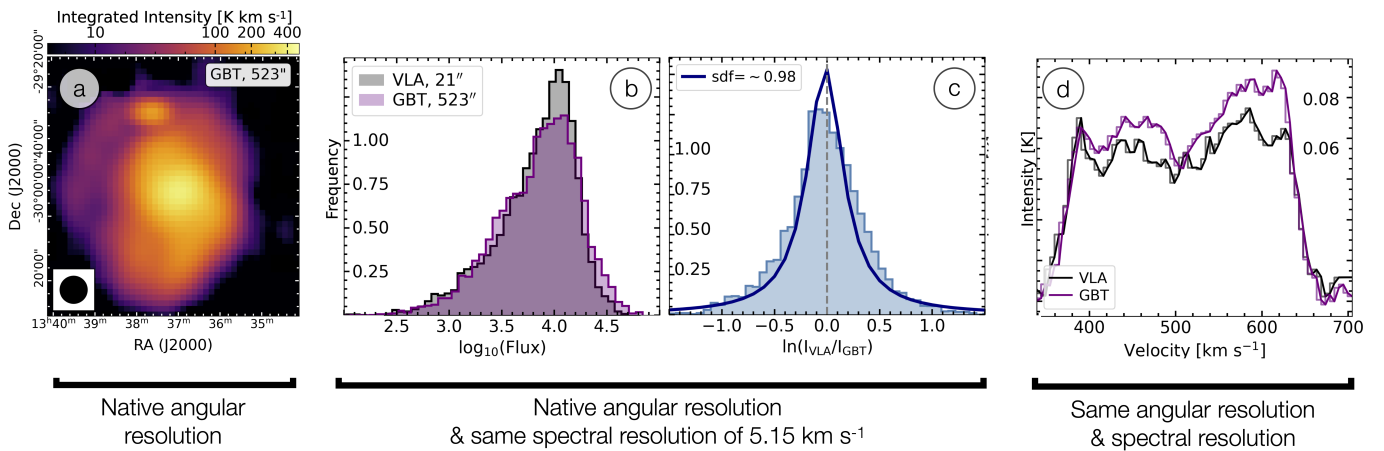 Integrated Intensity [K km s⁻¹]
10 100 200 400
a
GBT, 523"
Dec (J2000)
-29°20'00"
-30°00'00"40'00"
20'00"
13ʰ40ᵐ 39ᵐ 38ᵐ 37ᵐ 36ᵐ 35ᵐ
RA (J2000)
VLA, 21″
GBT, 523″
b
Frequency
1.00
0.75
0.50
0.25
2.5 3.0 4.0 4.5
log₁₀(Flux)
sdf= ~ 0.98
c
1.00
0.75
0.50
0.25
−1.0 −0.5 0.0 0.5 1.0
ln(I_VLA/I_GBT)
d
Intensity [K]
0.08
0.06
VLA
GBT
400 500 600 700
Velocity [km s⁻¹]
Native angular
resolution
Native angular resolution
& same spectral resolution of 5.15 km s⁻¹
Same angular resolution
& spectral resolution